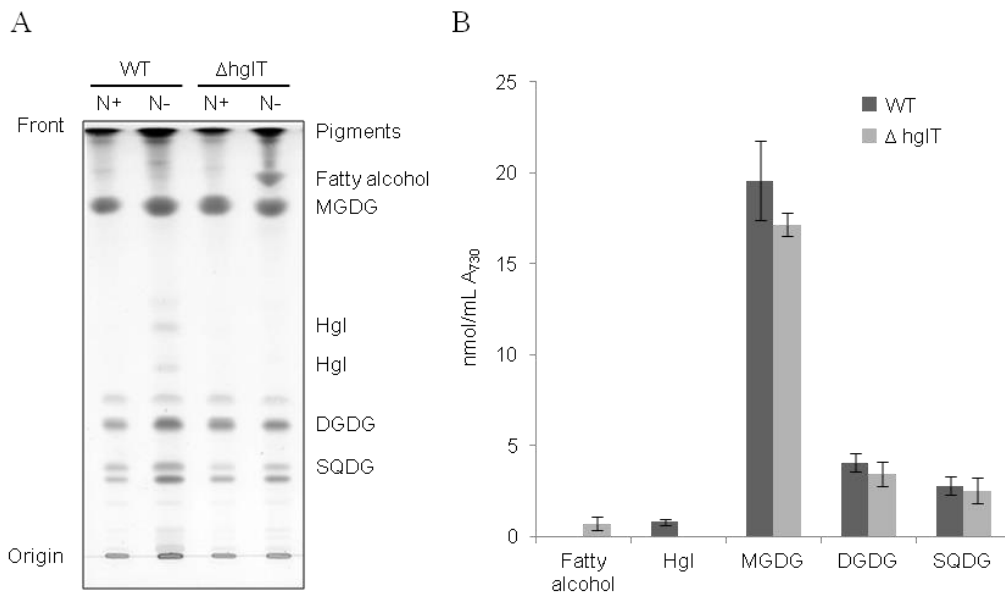 A
WT ΔhglT
N+ N- N+ N-
Front
Pigments
Fatty alcohol
MGDG
Hgl
Hgl
DGDG
SQDG
Origin
B
25
20
15
10
5
0
nmol/mL A730
WT
Δ hglT
Fatty alcohol
Hgl
MGDG
DGDG
SQDG